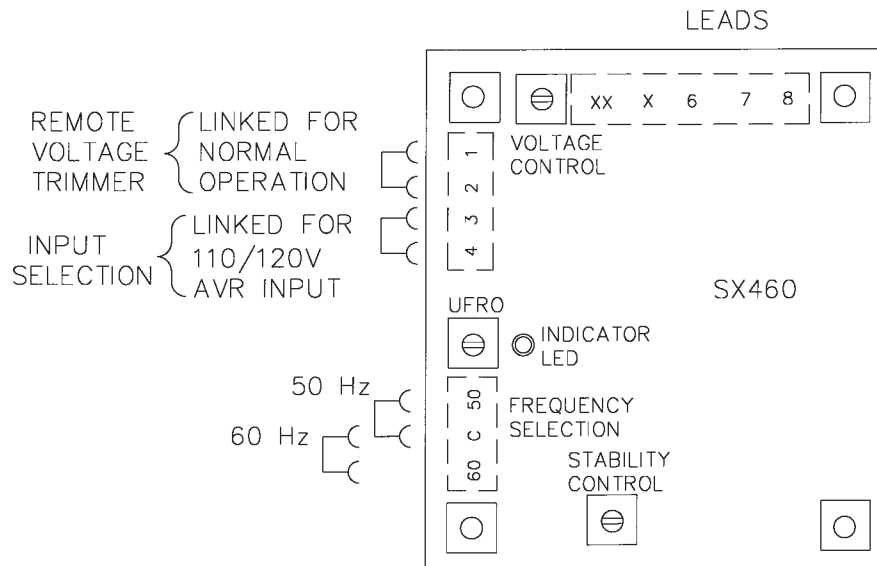 LEADS
XX X 6 7 8
REMOTE
VOLTAGE
TRIMMER
LINKED FOR
NORMAL
OPERATION
1
2
VOLTAGE
CONTROL
INPUT
SELECTION
LINKED FOR
110/120V
AVR INPUT
3
4
SX460
UFRO
INDICATOR
LED
50 Hz
60 Hz
50
C
60
FREQUENCY
SELECTION
STABILITY
CONTROL